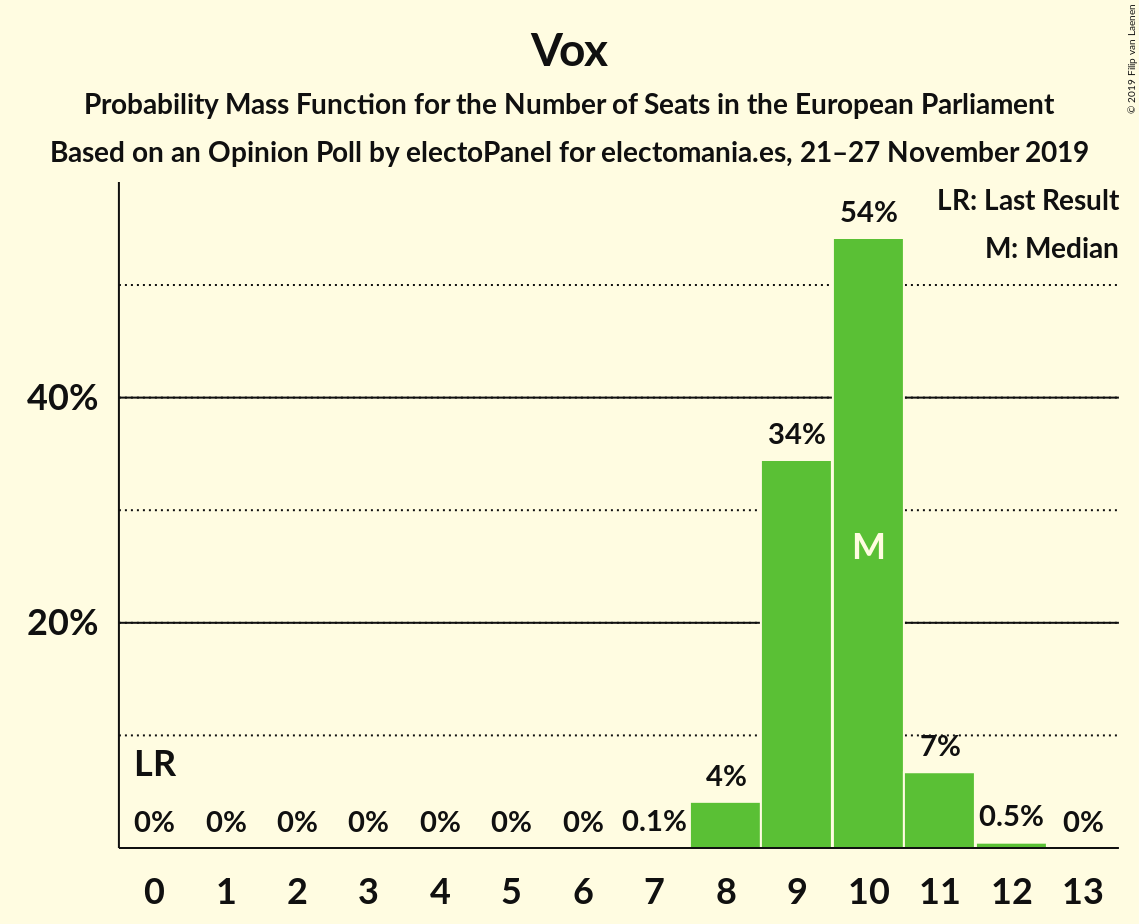 Vox
Probability Mass Function for the Number of Seats in the European Parliament
Based on an Opinion Poll by electoPanel for electomania.es, 21–27 November 2019
© 2019 Filip van Laenen
LR: Last Result
M: Median
54%
40%
34%
M
20%
LR
7%
4%
0% 0% 0% 0% 0% 0% 0% 0.1% 0.5% 0%
0 1 2 3 4 5 6 7 8 9 10 11 12 13